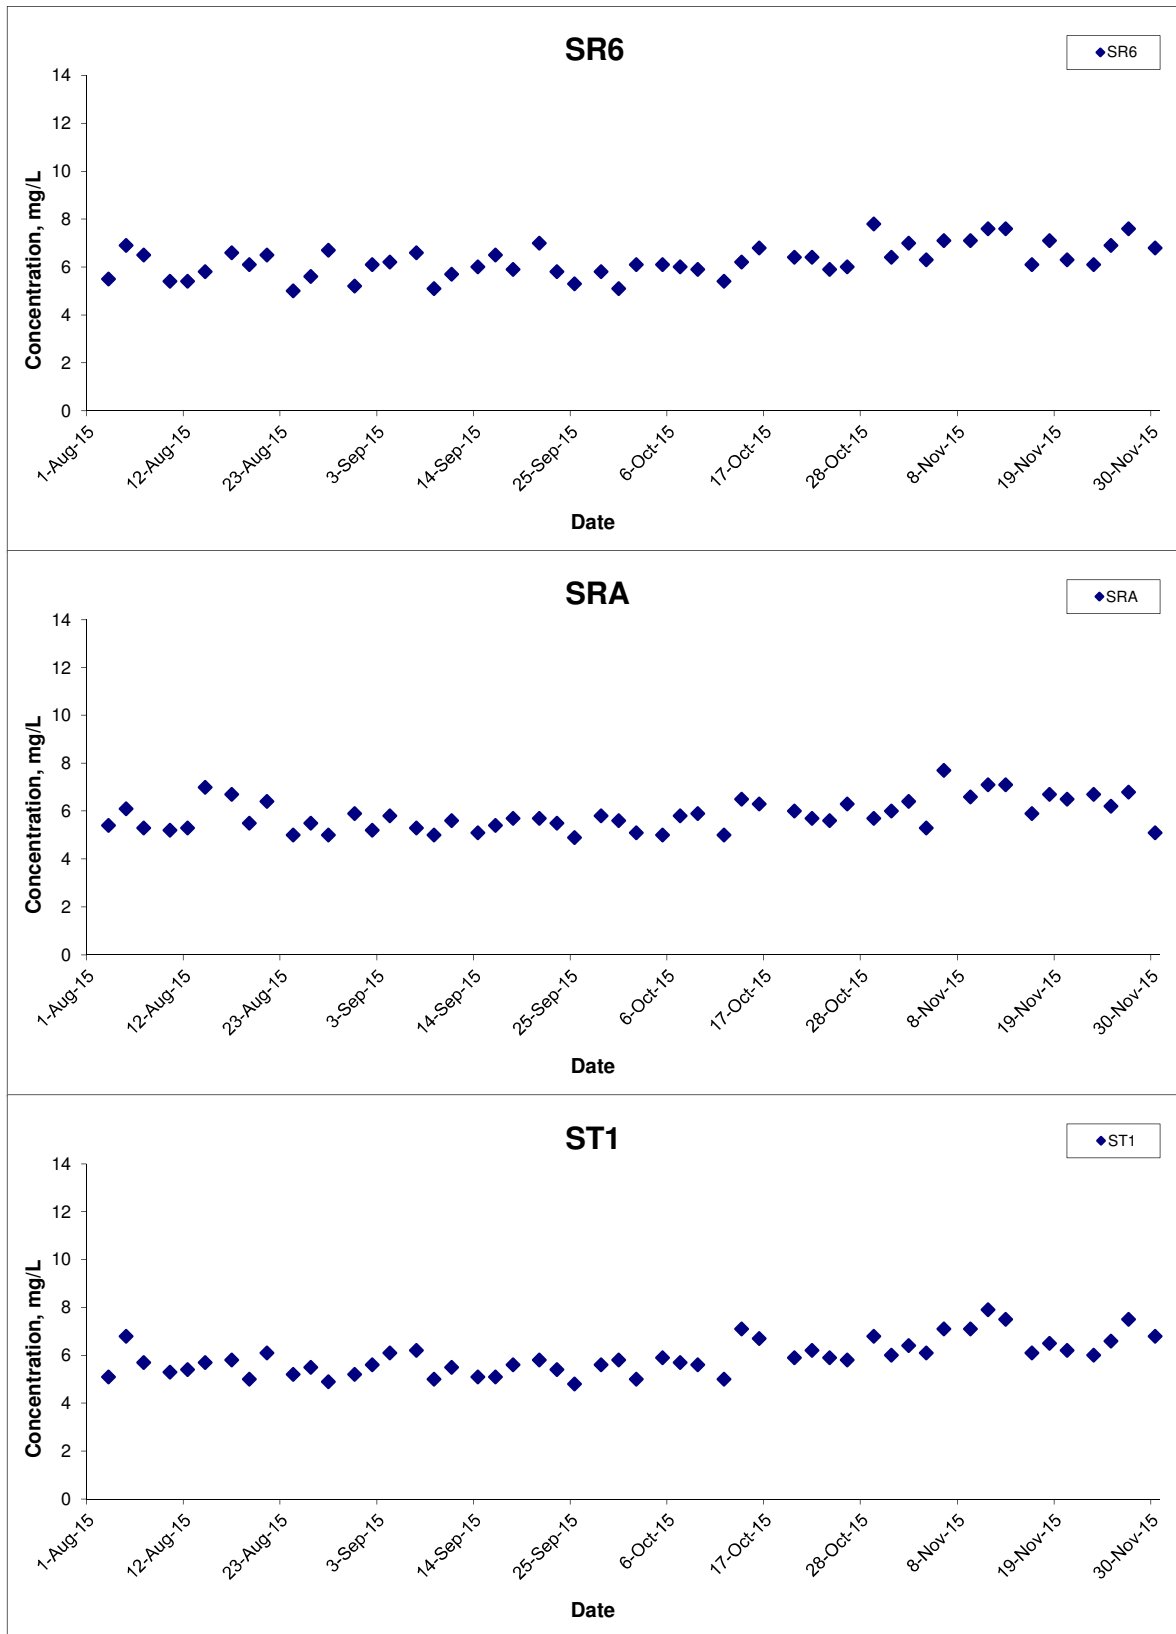 SR6
SR6
Concentration, mg/L
14
12
10
8
6
4
2
0
1-Aug-15 12-Aug-15 23-Aug-15 3-Sep-15 14-Sep-15 25-Sep-15 6-Oct-15 17-Oct-15 28-Oct-15 8-Nov-15 19-Nov-15 30-Nov-15
Date
SRA
SRA
Concentration, mg/L
14
12
10
8
6
4
2
0
1-Aug-15 12-Aug-15 23-Aug-15 3-Sep-15 14-Sep-15 25-Sep-15 6-Oct-15 17-Oct-15 28-Oct-15 8-Nov-15 19-Nov-15 30-Nov-15
Date
ST1
ST1
Concentration, mg/L
14
12
10
8
6
4
2
0
1-Aug-15 12-Aug-15 23-Aug-15 3-Sep-15 14-Sep-15 25-Sep-15 6-Oct-15 17-Oct-15 28-Oct-15 8-Nov-15 19-Nov-15 30-Nov-15
Date